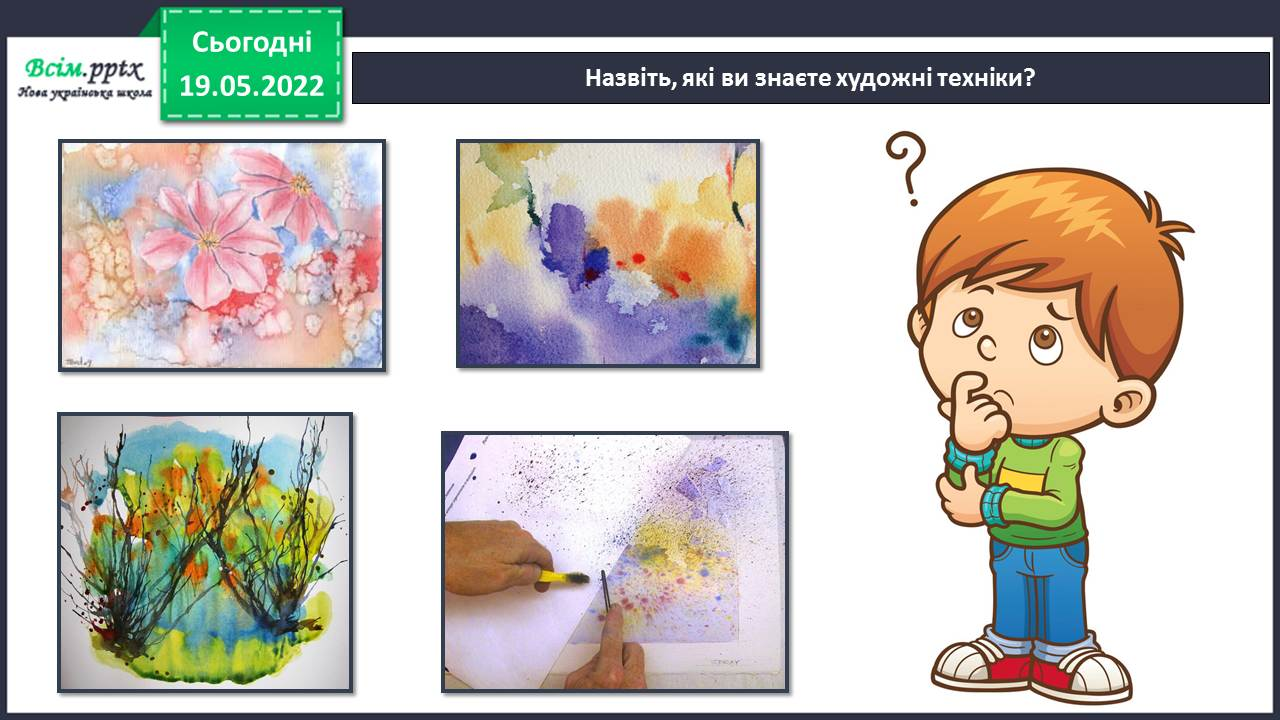 Всім.pptx
Нова українська школа
Сьогодні
19.05.2022
Назвіть, які ви знаєте художні техніки?